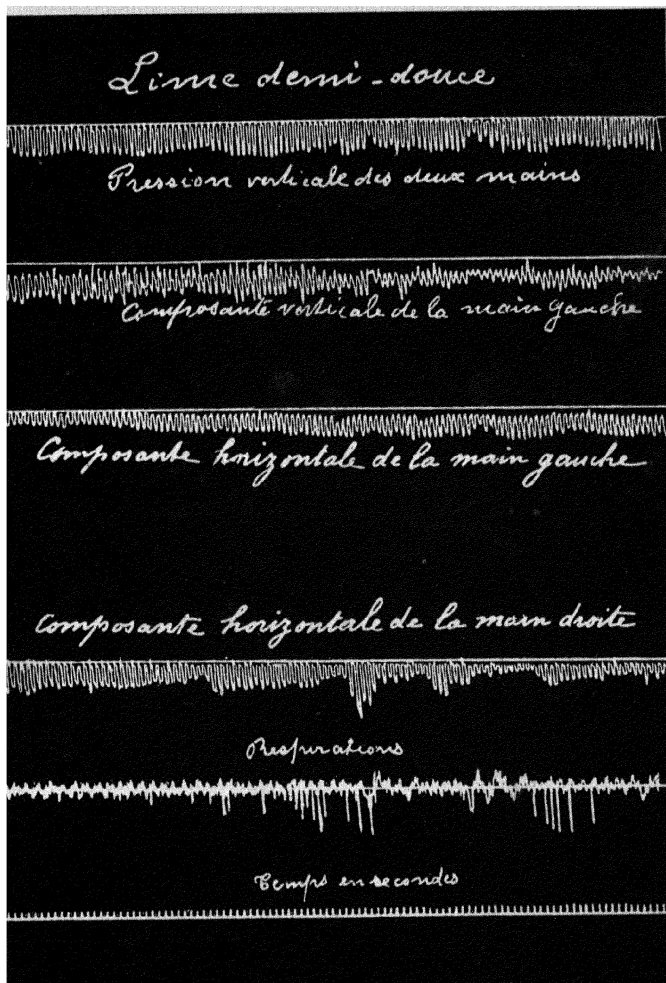 Lime demi-douce
Pression verticale des deux mains
Composante verticale de la main gauche
Composante horizontale de la main gauche
Composante horizontale de la main droite
Respirations
Temps en secondes